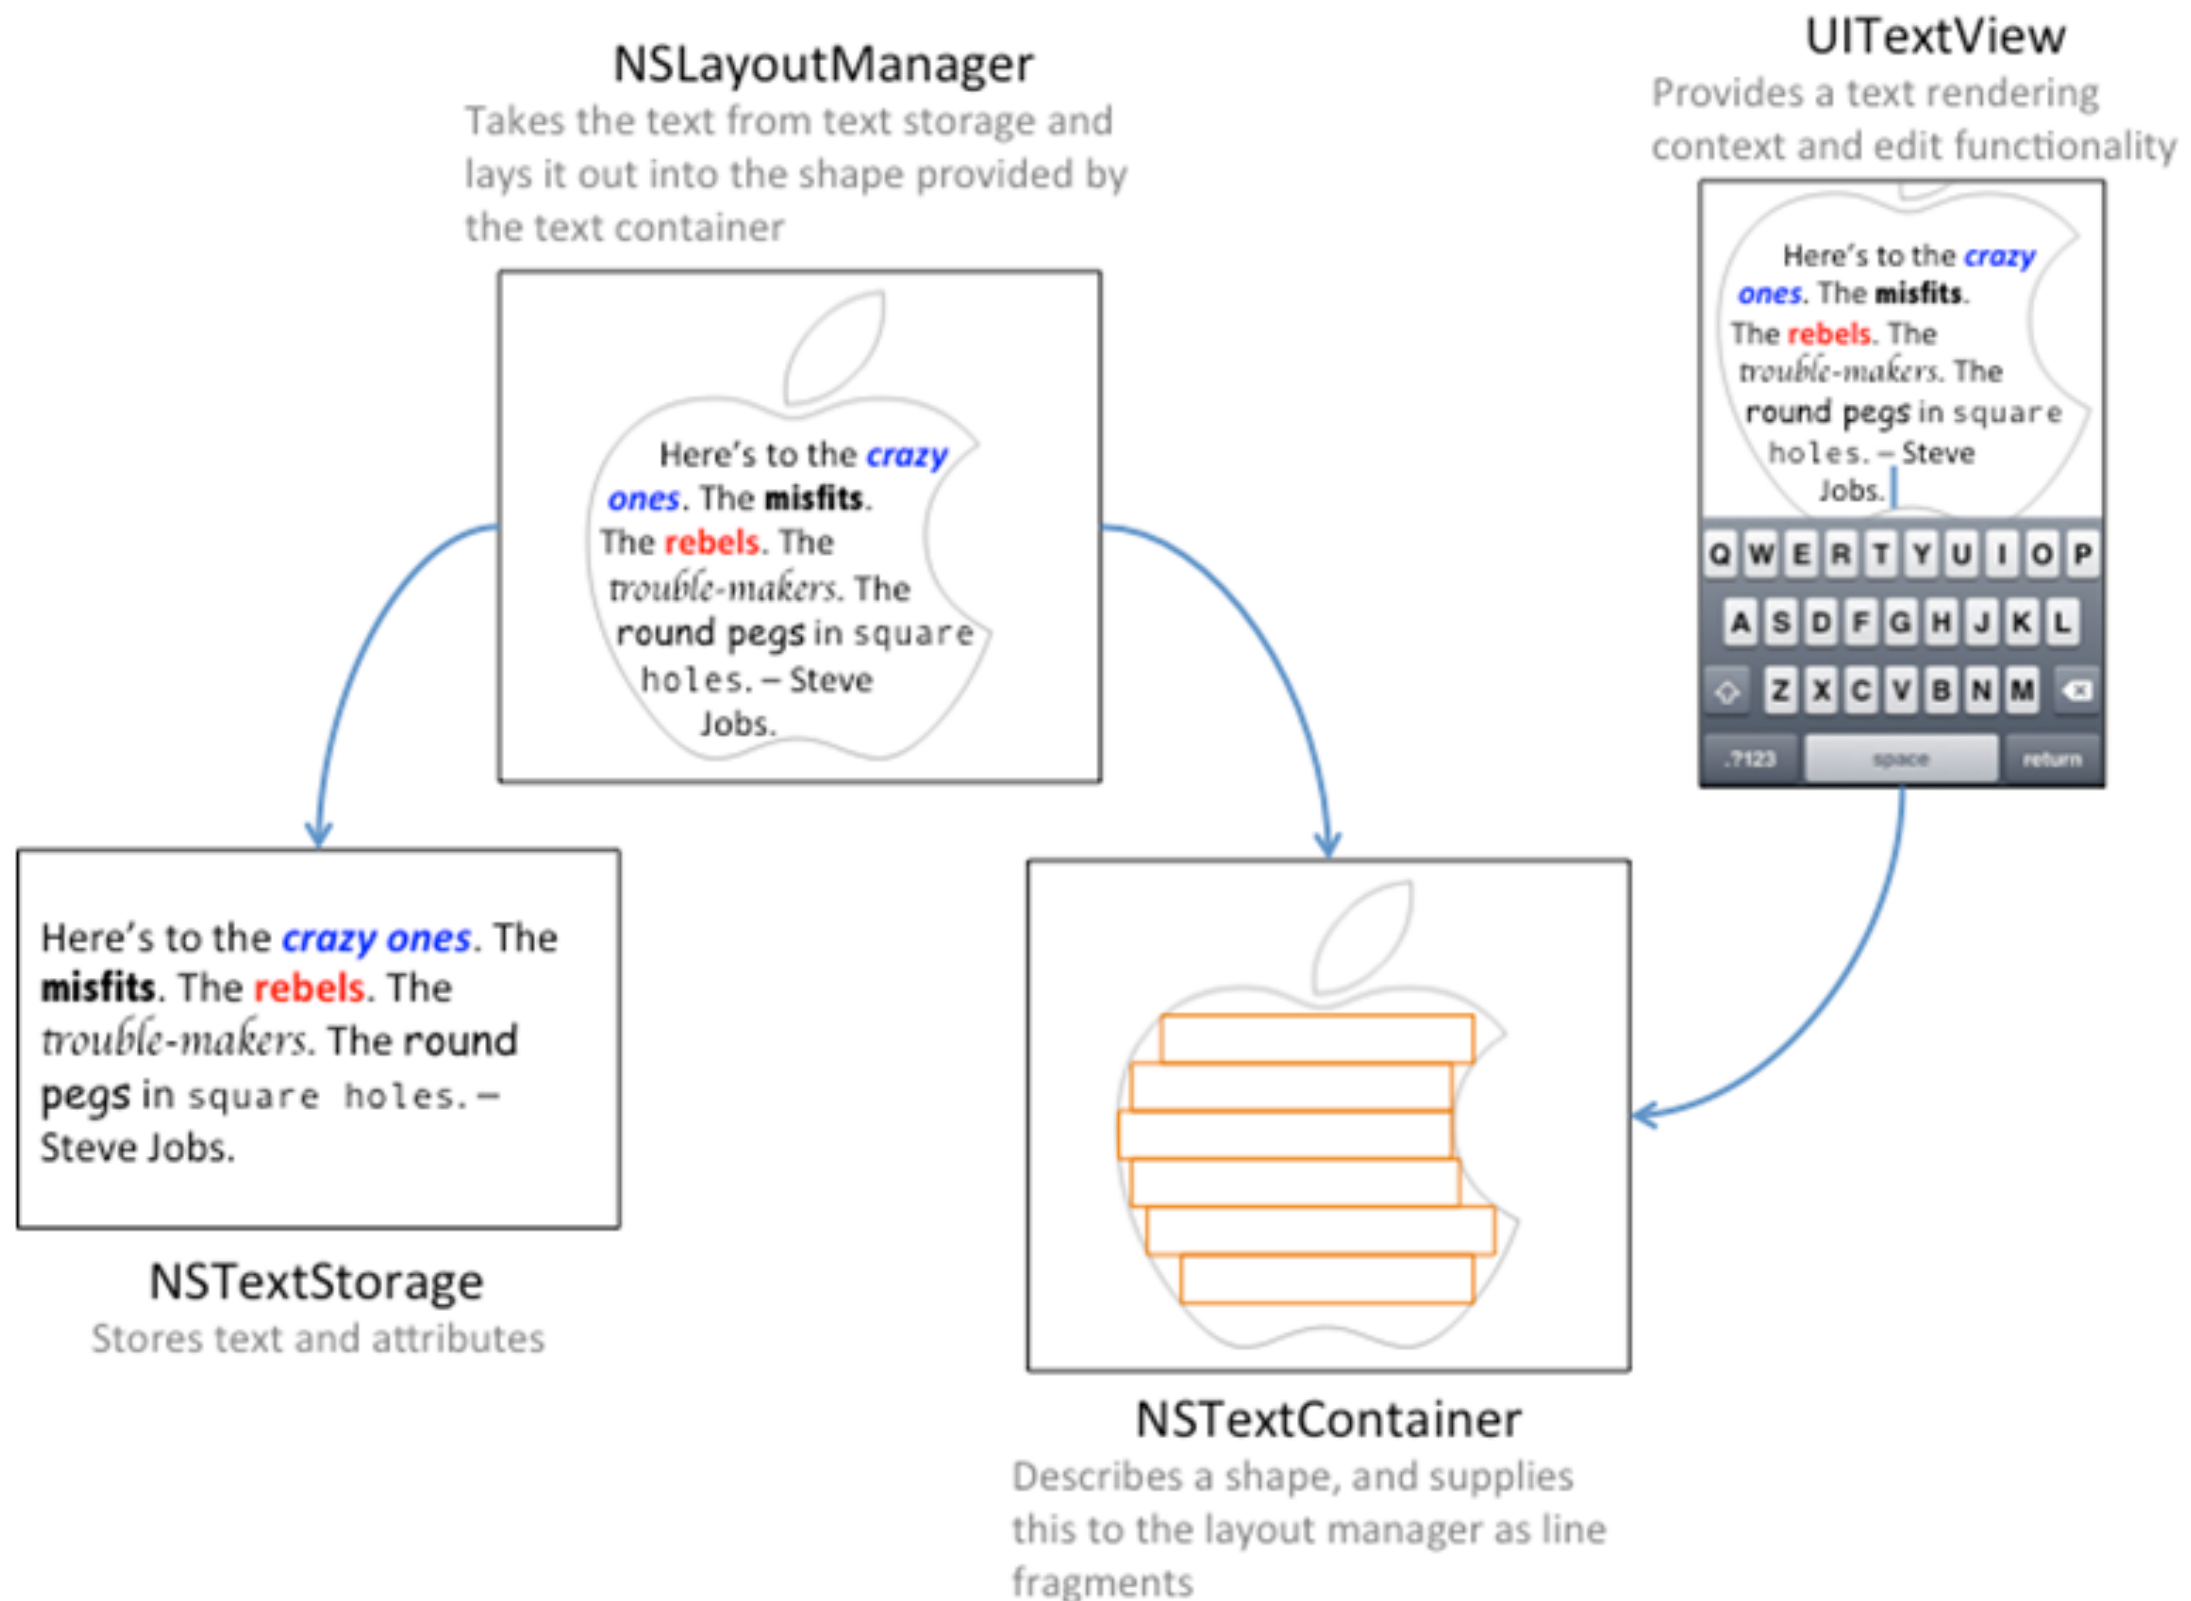 NSLayoutManager
Takes the text from text storage and
lays it out into the shape provided by
the text container
Here's to the crazy
ones. The misfits.
The rebels. The
trouble-makers. The
round pegs in square
holes. – Steve
Jobs.
UITextView
Provides a text rendering
context and edit functionality
Here's to the crazy
ones. The misfits.
The rebels. The
trouble-makers. The
round pegs in square
holes. – Steve
Jobs.
Q W E R T Y U I O P
A S D F G H J K L
Z X C V B N M
.?123 space return
Here's to the crazy ones. The
misfits. The rebels. The
trouble-makers. The round
pegs in square holes. –
Steve Jobs.
NSTextStorage
Stores text and attributes
NSTextContainer
Describes a shape, and supplies
this to the layout manager as line
fragments